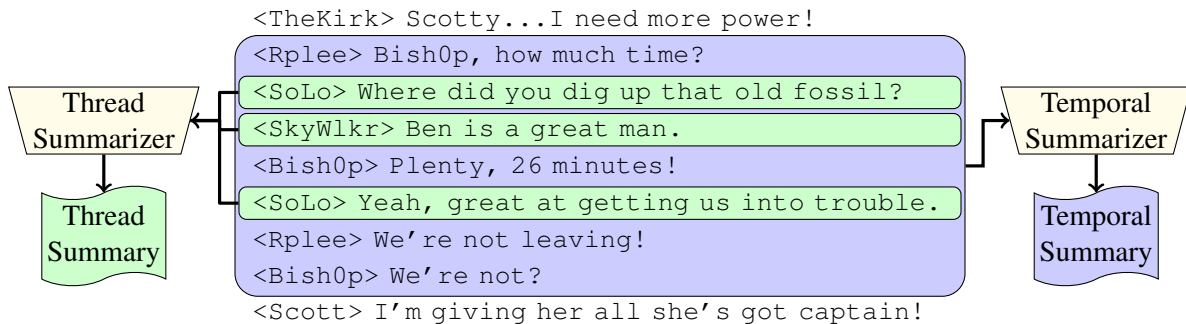 <TheKirk> Scotty...I need more power!
<Rplee> Bish0p, how much time?
<SoLo> Where did you dig up that old fossil?
<SkyWlkr> Ben is a great man.
<Bish0p> Plenty, 26 minutes!
<SoLo> Yeah, great at getting us into trouble.
<Rplee> We're not leaving!
<Bish0p> We're not?
<Scott> I'm giving her all she's got captain!
Thread
Summarizer
Thread
Summary
Temporal
Summarizer
Temporal
Summary